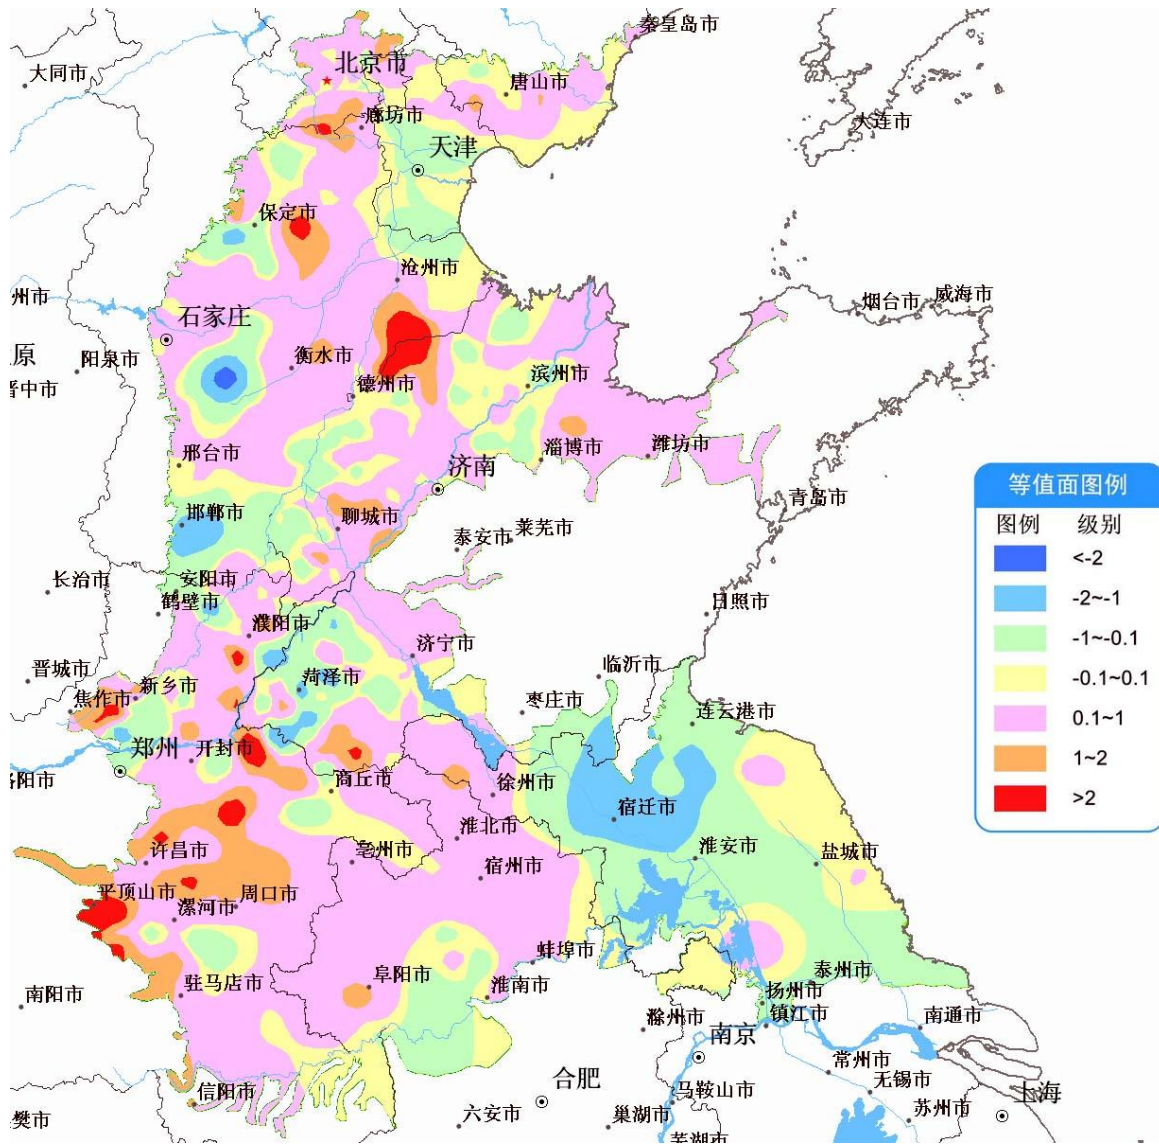 秦皇岛市
北京市
大同市
唐山市
廊坊市
大连市
天津
保定市
沧州市
州市
烟台市
威海市
石家庄
原
阳泉市
衡水市
晋中市
德州市
滨州市
邢台市
淄博市
潍坊市
济南
青岛市
邯郸市
聊城市
泰安市
莱芜市
长治市
安阳市
鹤壁市
日照市
濮阳市
济宁市
晋城市
临沂市
焦作市
新乡市
菏泽市
枣庄市
连云港市
郑州
开封市
洛阳市
商丘市
徐州市
宿迁市
淮北市
许昌市
亳州市
宿州市
淮安市
盐城市
平顶山市
周口市
漯河市
蚌埠市
驻马店市
阜阳市
淮南市
泰州市
南阳市
扬州市
镇江市
滁州市
南京
南通市
常州市
合肥
无锡市
信阳市
马鞍山市
上海
樊市
六安市
巢湖市
苏州市
芜湖市
等值面图例
图例 级别
<-2
-2~-1
-1~-0.1
-0.1~0.1
0.1~1
1~2
>2